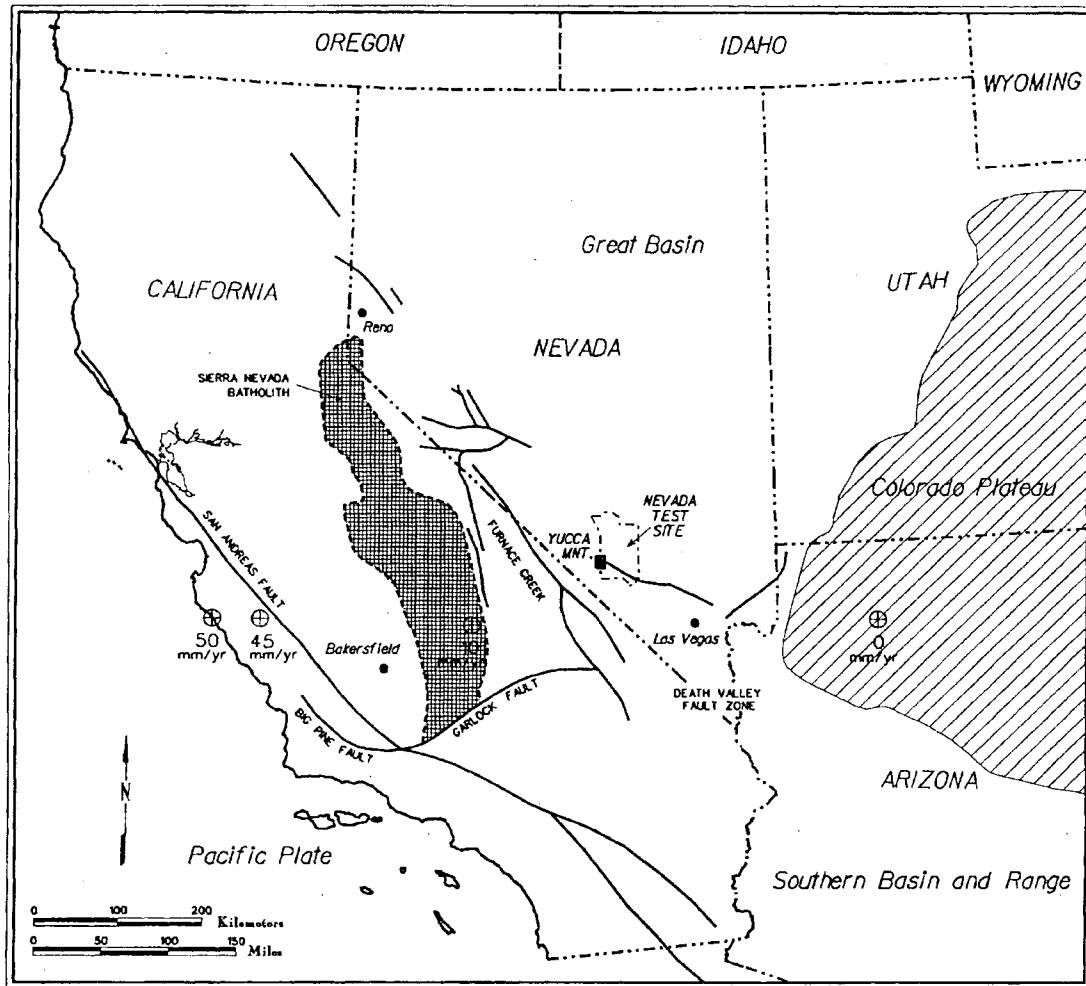 OREGON
IDAHO
WYOMING
Great Basin
CALIFORNIA
UTAH
Reno
NEVADA
SIERRA NEVADA
BATHOLITH
Colorado Plateau
NEVADA
TEST
SITE
YUCCA
MNT.
SAN ANDREAS FAULT
FURNACE CREEK
50
mm/yr
45
mm/yr
10
mm/yr
0
mm/yr
Bakersfield
Las Vegas
GARLOCK FAULT
DEATH VALLEY
FAULT ZONE
BIG PINE FAULT
ARIZONA
N
Pacific Plate
Southern Basin and Range
0 100 200
Kilometers
0 50 100 150
Miles